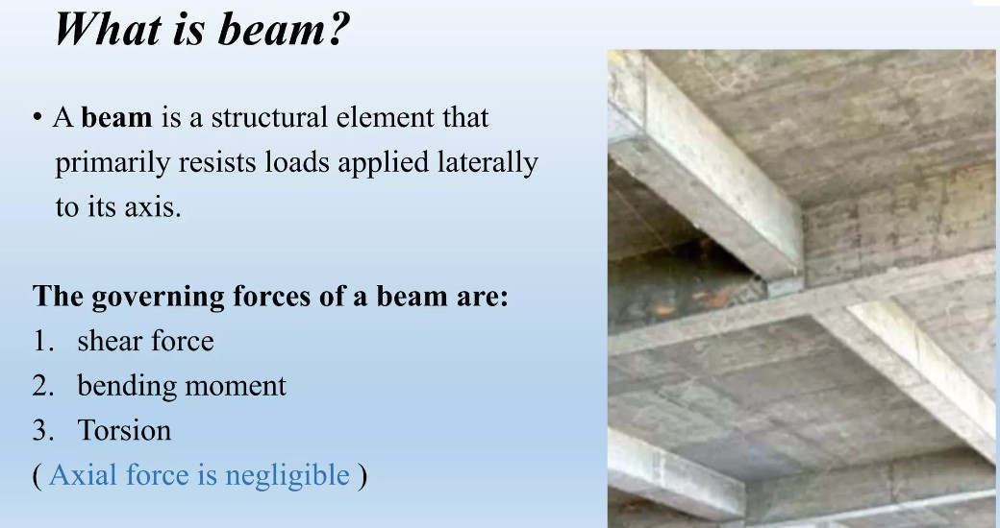 What is beam?
• A beam is a structural element that
primarily resists loads applied laterally
to its axis.
The governing forces of a beam are:
1. shear force
2. bending moment
3. Torsion
( Axial force is negligible )